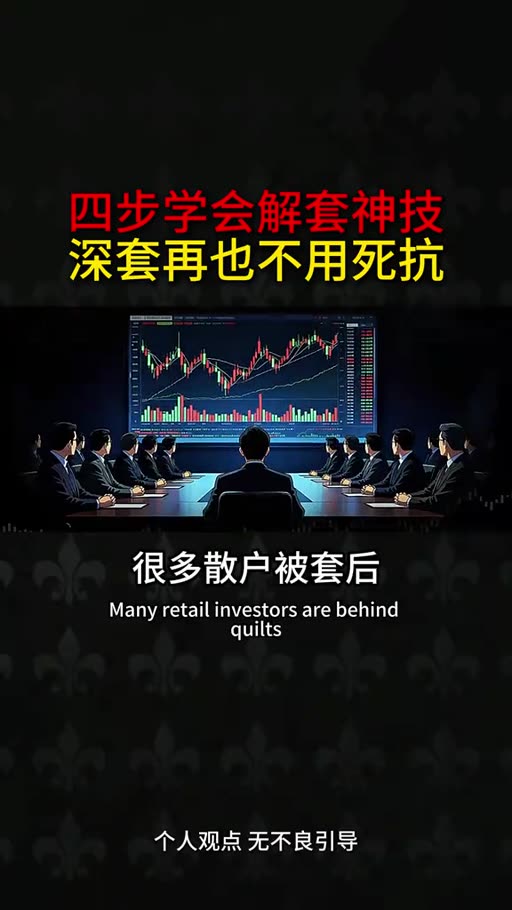 四步学会解套神技
深套再也不用死抗
很多散户被套后
Many retail investors are behind
quilts
个人观点 无不良引导